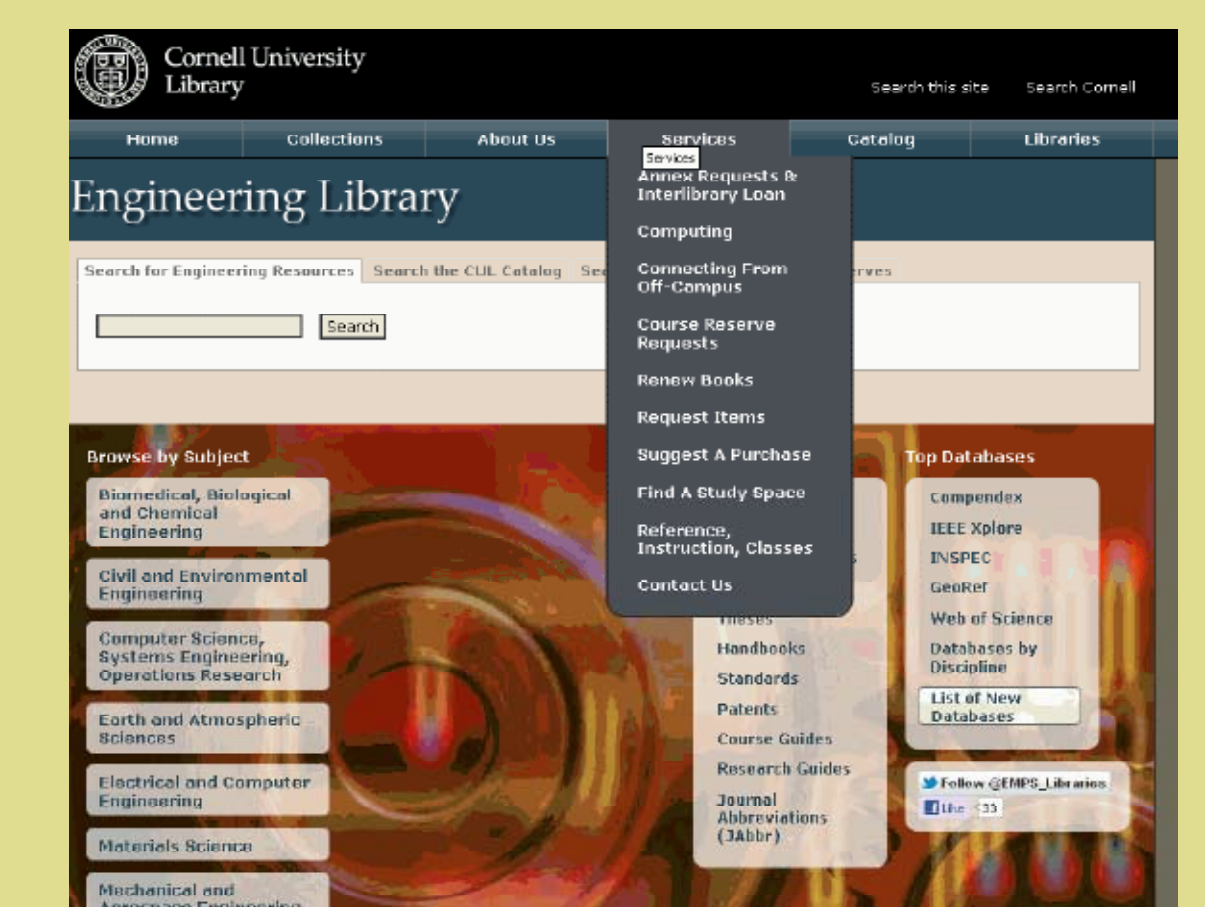 Cornell University
Library
Search this site Search Cornell
Home Collections About Us Services Catalog Libraries
Services
Engineering Library
Annex Requests &
Interlibrary Loan
Computing
Connecting From
Off-Campus
Course Reserve
Requests
Renew Books
Request Items
Suggest A Purchase
Find A Study Space
Reference,
Instruction, Classes
Contact Us
Search for Engineering Resources Search the CUL Catalog
Search
Browse by Subject
Biomedical, Biological
and Chemical
Engineering
Civil and Environmental
Engineering
Computer Science,
Systems Engineering,
Operations Research
Earth and Atmospheric
Sciences
Electrical and Computer
Engineering
Materials Science
Mechanical and
Aerospace Engineering
Theses
Handbooks
Standards
Patents
Course Guides
Research Guides
Journal
Abbreviations
(JAbbr)
Top Databases
Compendex
IEEE Xplore
INSPEC
GeoRef
Web of Science
Databases by
Discipline
List of New
Databases
Follow @EMPS_Libraries
Like 33